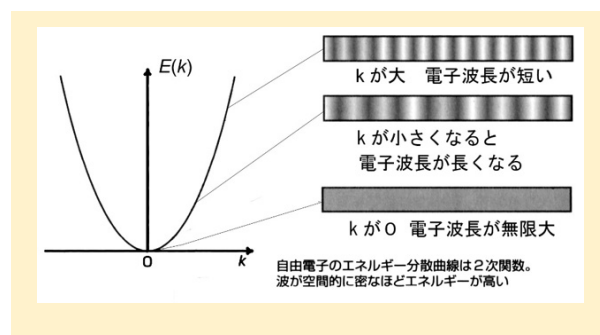 E(k)
kが大　電子波長が短い
kが小さくなると
電子波長が長くなる
kが0 電子波長が無限大
0
k
自由電子のエネルギー分散曲線は2次関数。
波が空間的に密なほどエネルギーが高い